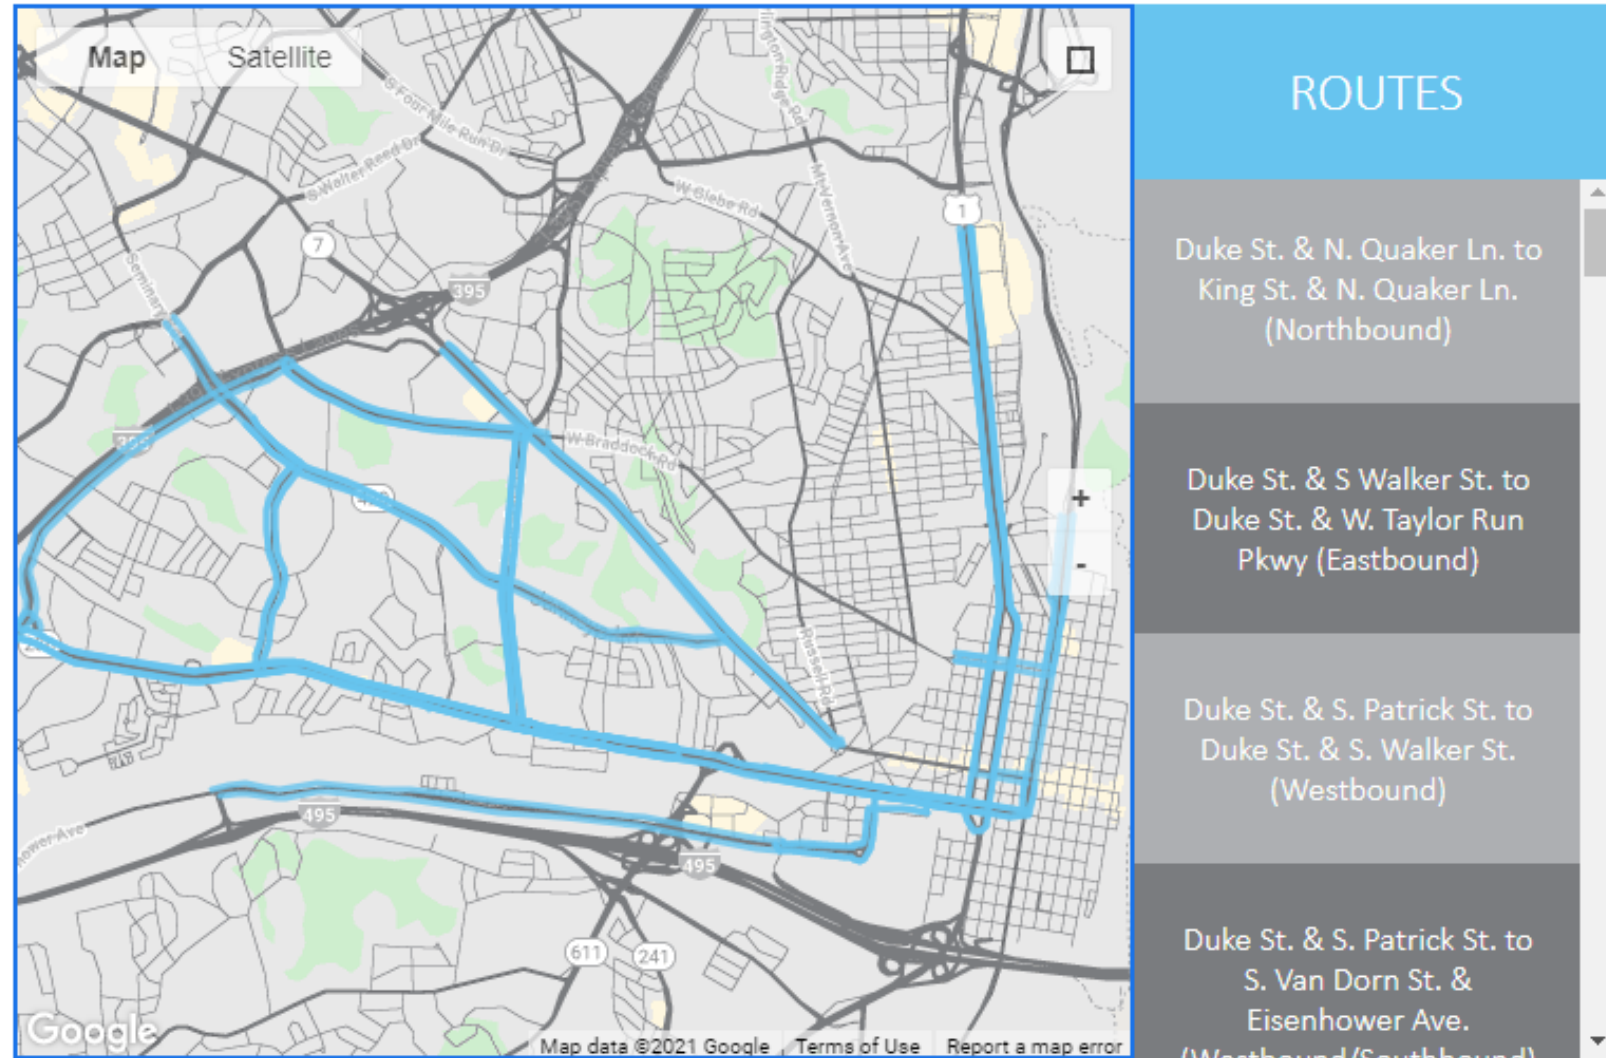 Map
Satellite
S Four Mile Run Dr
S Walter Reed Dr
W Glebe Rd
Mt Vernon Ave
1
7
395
Seminary
395
W Braddock Rd
420
Russell Rd
495
495
611
241
Google
Map data ©2021 Google
Terms of Use
Report a map error
+
-
ROUTES
Duke St. & N. Quaker Ln. to
King St. & N. Quaker Ln.
(Northbound)
Duke St. & S Walker St. to
Duke St. & W. Taylor Run
Pkwy (Eastbound)
Duke St. & S. Patrick St. to
Duke St. & S. Walker St.
(Westbound)
Duke St. & S. Patrick St. to
S. Van Dorn St. &
Eisenhower Ave.
(Westbound/Southbound)